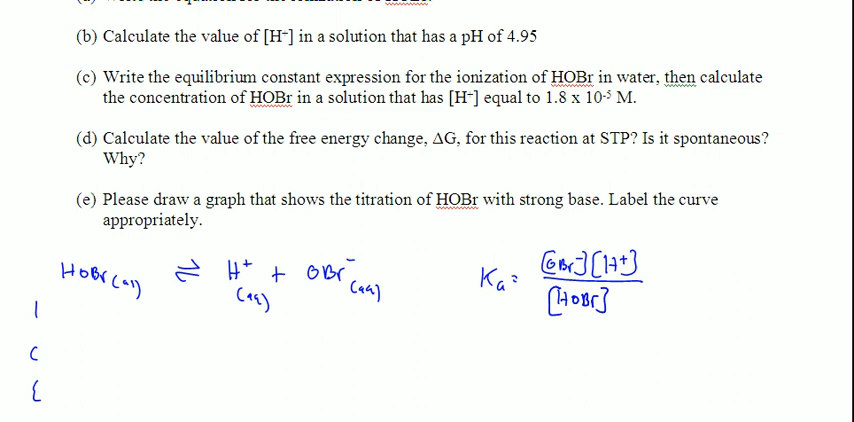 (b) Calculate the value of [H⁺] in a solution that has a pH of 4.95
(c) Write the equilibrium constant expression for the ionization of HOBr in water, then calculate
the concentration of HOBr in a solution that has [H⁺] equal to 1.8 x 10⁻⁵ M.
(d) Calculate the value of the free energy change, ΔG, for this reaction at STP? Is it spontaneous?
Why?
(e) Please draw a graph that shows the titration of HOBr with strong base. Label the curve
appropriately.
HOBr(aq) ⇌ H⁺(aq) + OBr⁻(aq)
Ka = [OBr⁻][H⁺] / [HOBr]
I
C
E